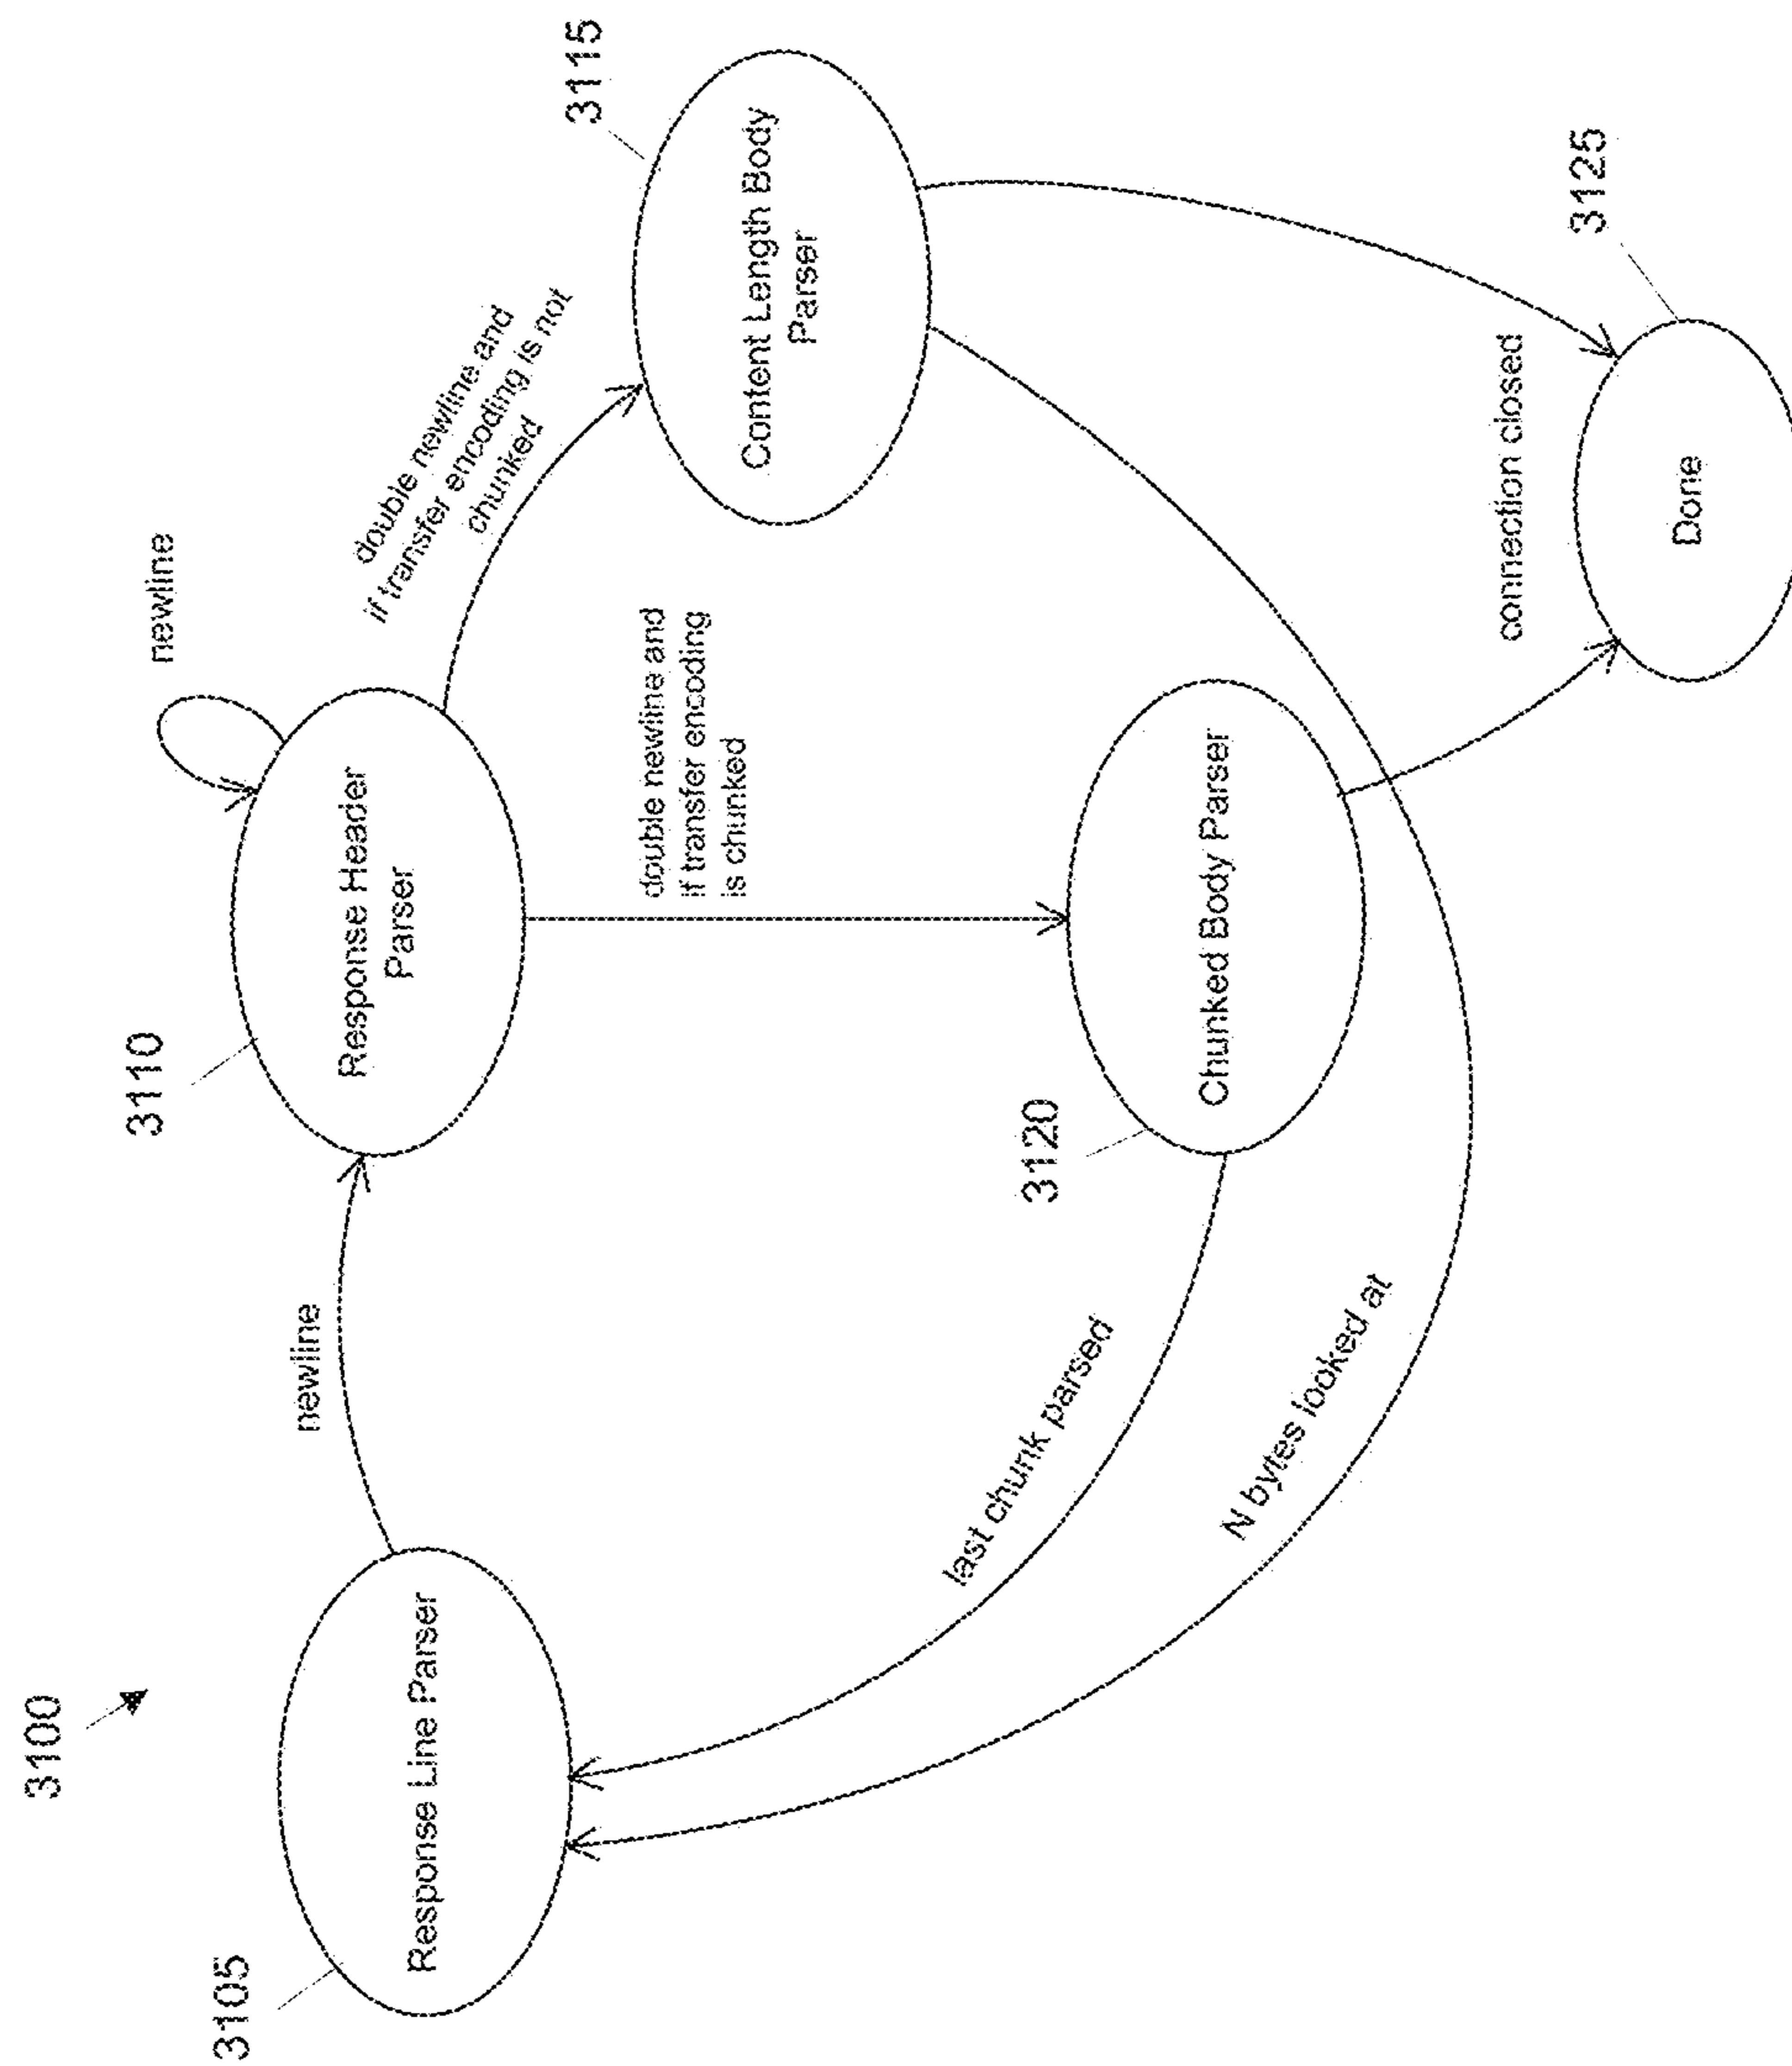 3100
3105
Response Line Parser
newline
3110
Response Header
Parser
newline
double newline and
if transfer encoding is not
chunked
3115
Content Length Body
Parser
double newline and
if transfer encoding
is chunked
3120
Chunked Body Parser
last chunk parsed
N bytes looked at
connection closed
3125
Done